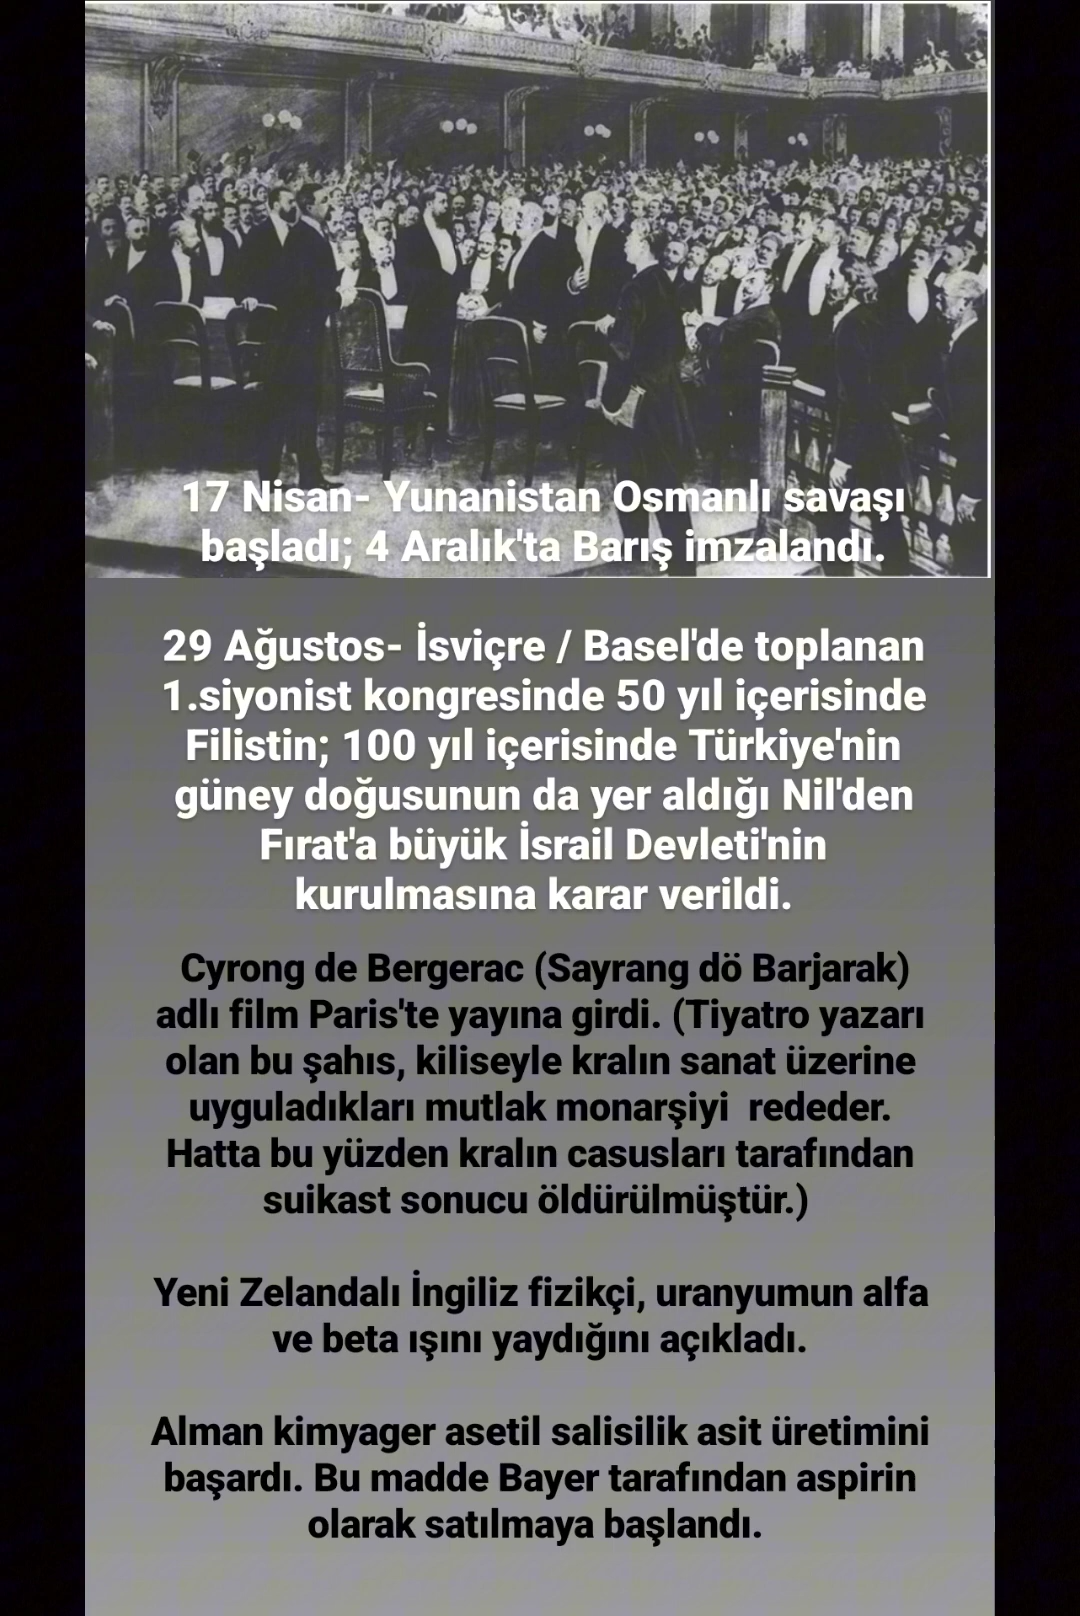 17 Nisan- Yunanistan Osmanlı savaşı
başladı; 4 Aralık'ta Barış imzalandı.
29 Ağustos- İsviçre / Basel'de toplanan
1.siyonist kongresinde 50 yıl içerisinde
Filistin; 100 yıl içerisinde Türkiye'nin
güney doğusunun da yer aldığı Nil'den
Fırat'a büyük İsrail Devleti'nin
kurulmasına karar verildi.
Cyrong de Bergerac (Sayrang dö Barjarak)
adlı film Paris'te yayına girdi. (Tiyatro yazarı
olan bu şahıs, kiliseyle kralın sanat üzerine
uyguladıkları mutlak monarşiyi rededer.
Hatta bu yüzden kralın casusları tarafından
suikast sonucu öldürülmüştür.)
Yeni Zelandalı İngiliz fizikçi, uranyumun alfa
ve beta ışını yaydığını açıkladı.
Alman kimyager asetil salisilik asit üretimini
başardı. Bu madde Bayer tarafından aspirin
olarak satılmaya başlandı.